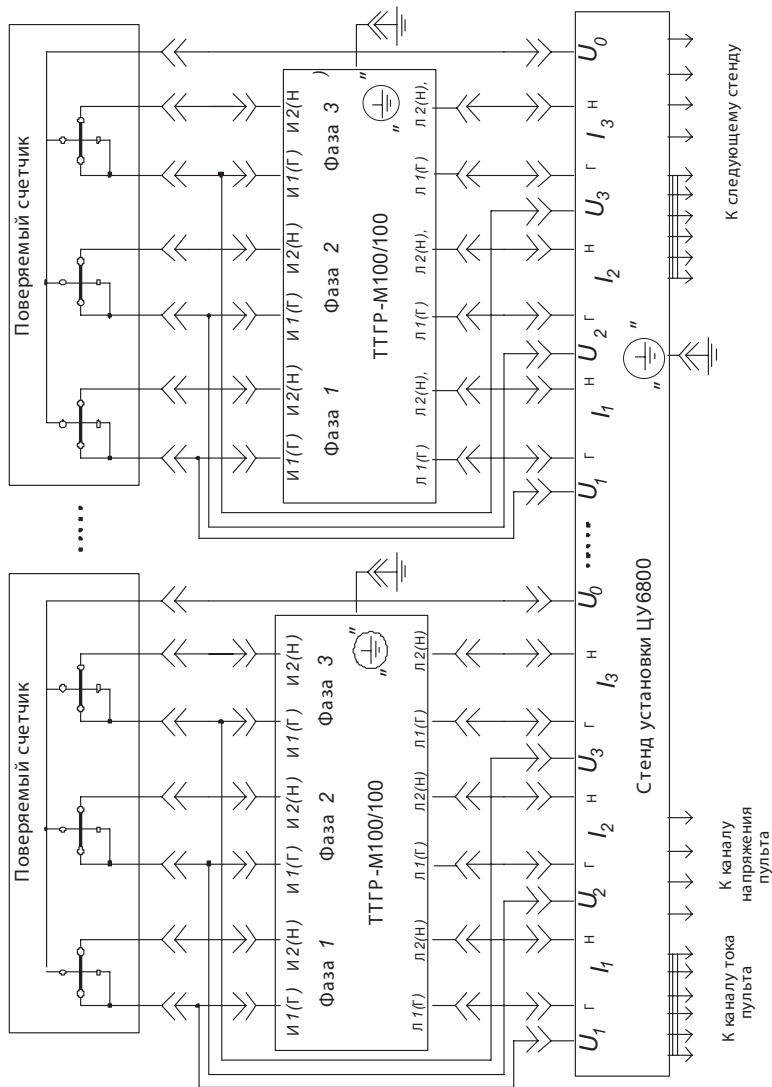 Поверяемый счетчик
Поверяемый счетчик
И1(Г) И2(Н) И1(Г) И2(Н) И1(Г) И2(Н)
Фаза 1 Фаза 2 Фаза 3
ТТГР-М100/100
Л1(Г) Л2(Н) Л1(Г) Л2(Н) Л1(Г) Л2(Н)
" "
И1(Г) И2(Н) И1(Г) И2(Н) И1(Г) И2(Н
)
Фаза 1 Фаза 2 Фаза 3
ТТГР-М100/100
Л1(Г) Л2(Н), Л1(Г) Л2(Н), Л1(Г) Л2(Н),
" "
U1 Г I1 Н U2 Г I2 Н U3 Г I3 Н U0
U1 Г I1 Н U2 Г I2 Н U3 Г I3 Н U0
Стенд установки ЦУ6800
" "
К каналу тока
пульта
К каналу
напряжения
пульта
К следующему стенду